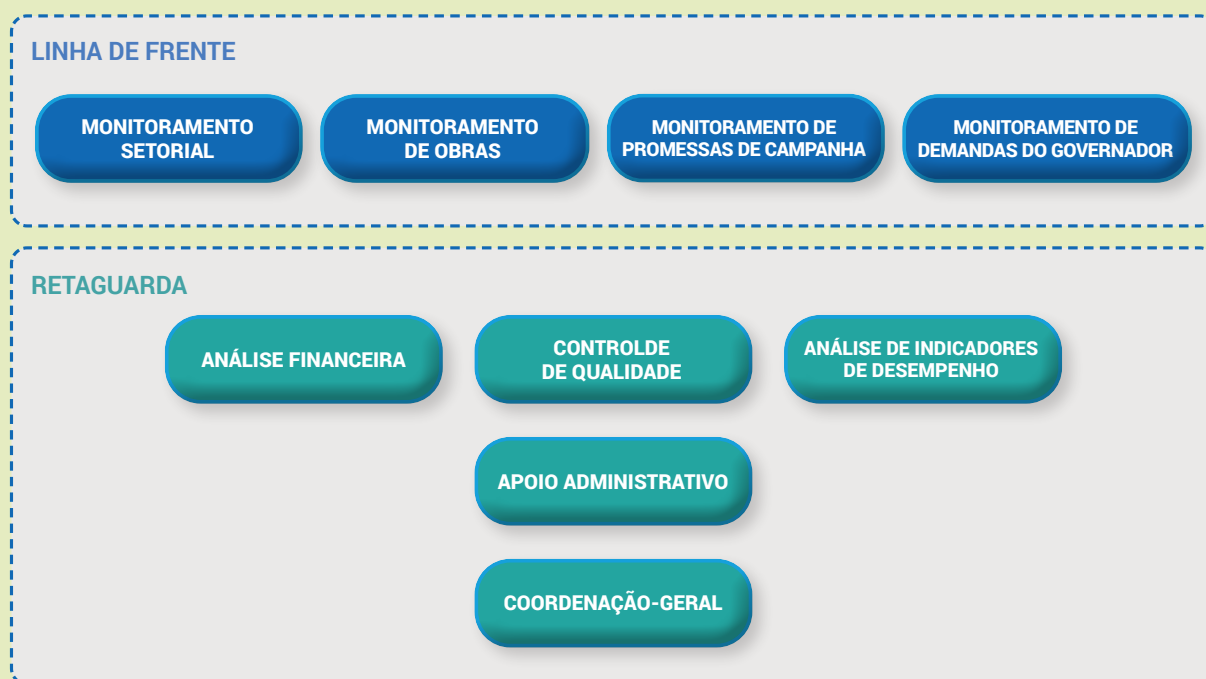 LINHA DE FRENTE
MONITORAMENTO
SETORIAL
MONITORAMENTO
DE OBRAS
MONITORAMENTO DE
PROMESSAS DE CAMPANHA
MONITORAMENTO DE
DEMANDAS DO GOVERNADOR
RETAGUARDA
ANÁLISE FINANCEIRA
CONTROLDE
DE QUALIDADE
ANÁLISE DE INDICADORES
DE DESEMPENHO
APOIO ADMINISTRATIVO
COORDENAÇÃO-GERAL